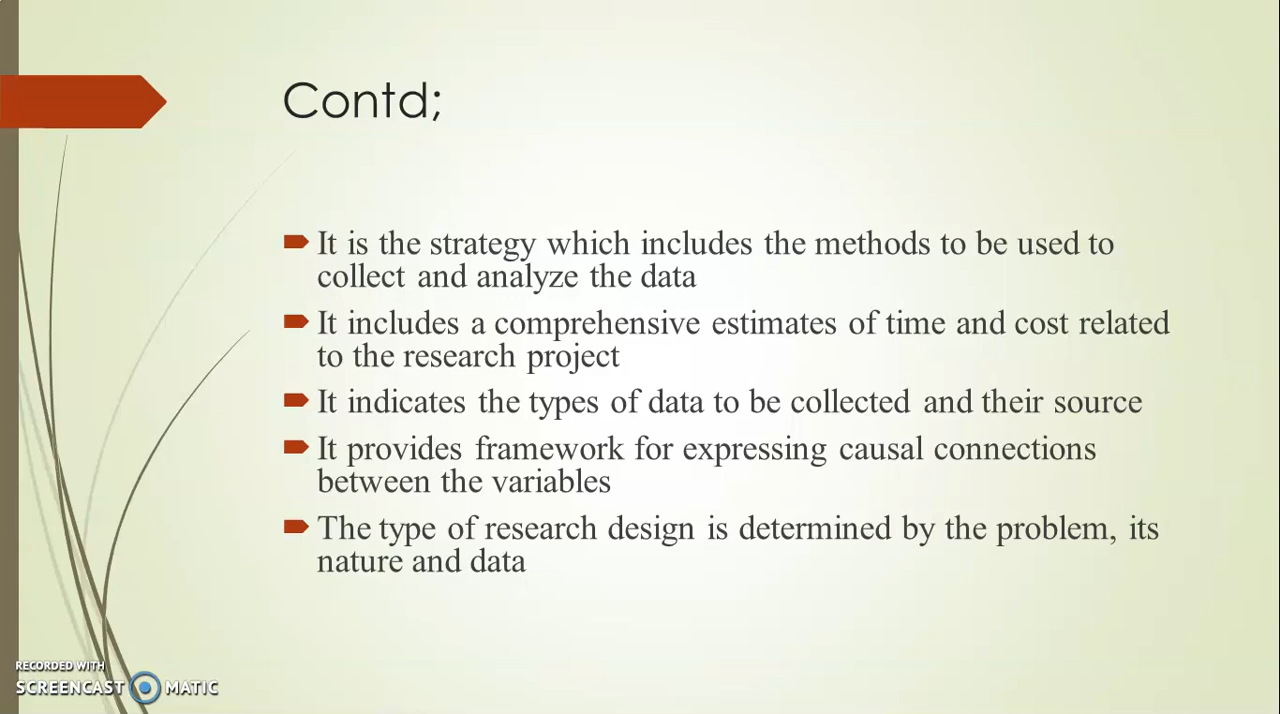 Contd;
It is the strategy which includes the methods to be used to
collect and analyze the data
It includes a comprehensive estimates of time and cost related
to the research project
It indicates the types of data to be collected and their source
It provides framework for expressing causal connections
between the variables
The type of research design is determined by the problem, its
nature and data
RECORDED WITH
SCREENCAST MATIC